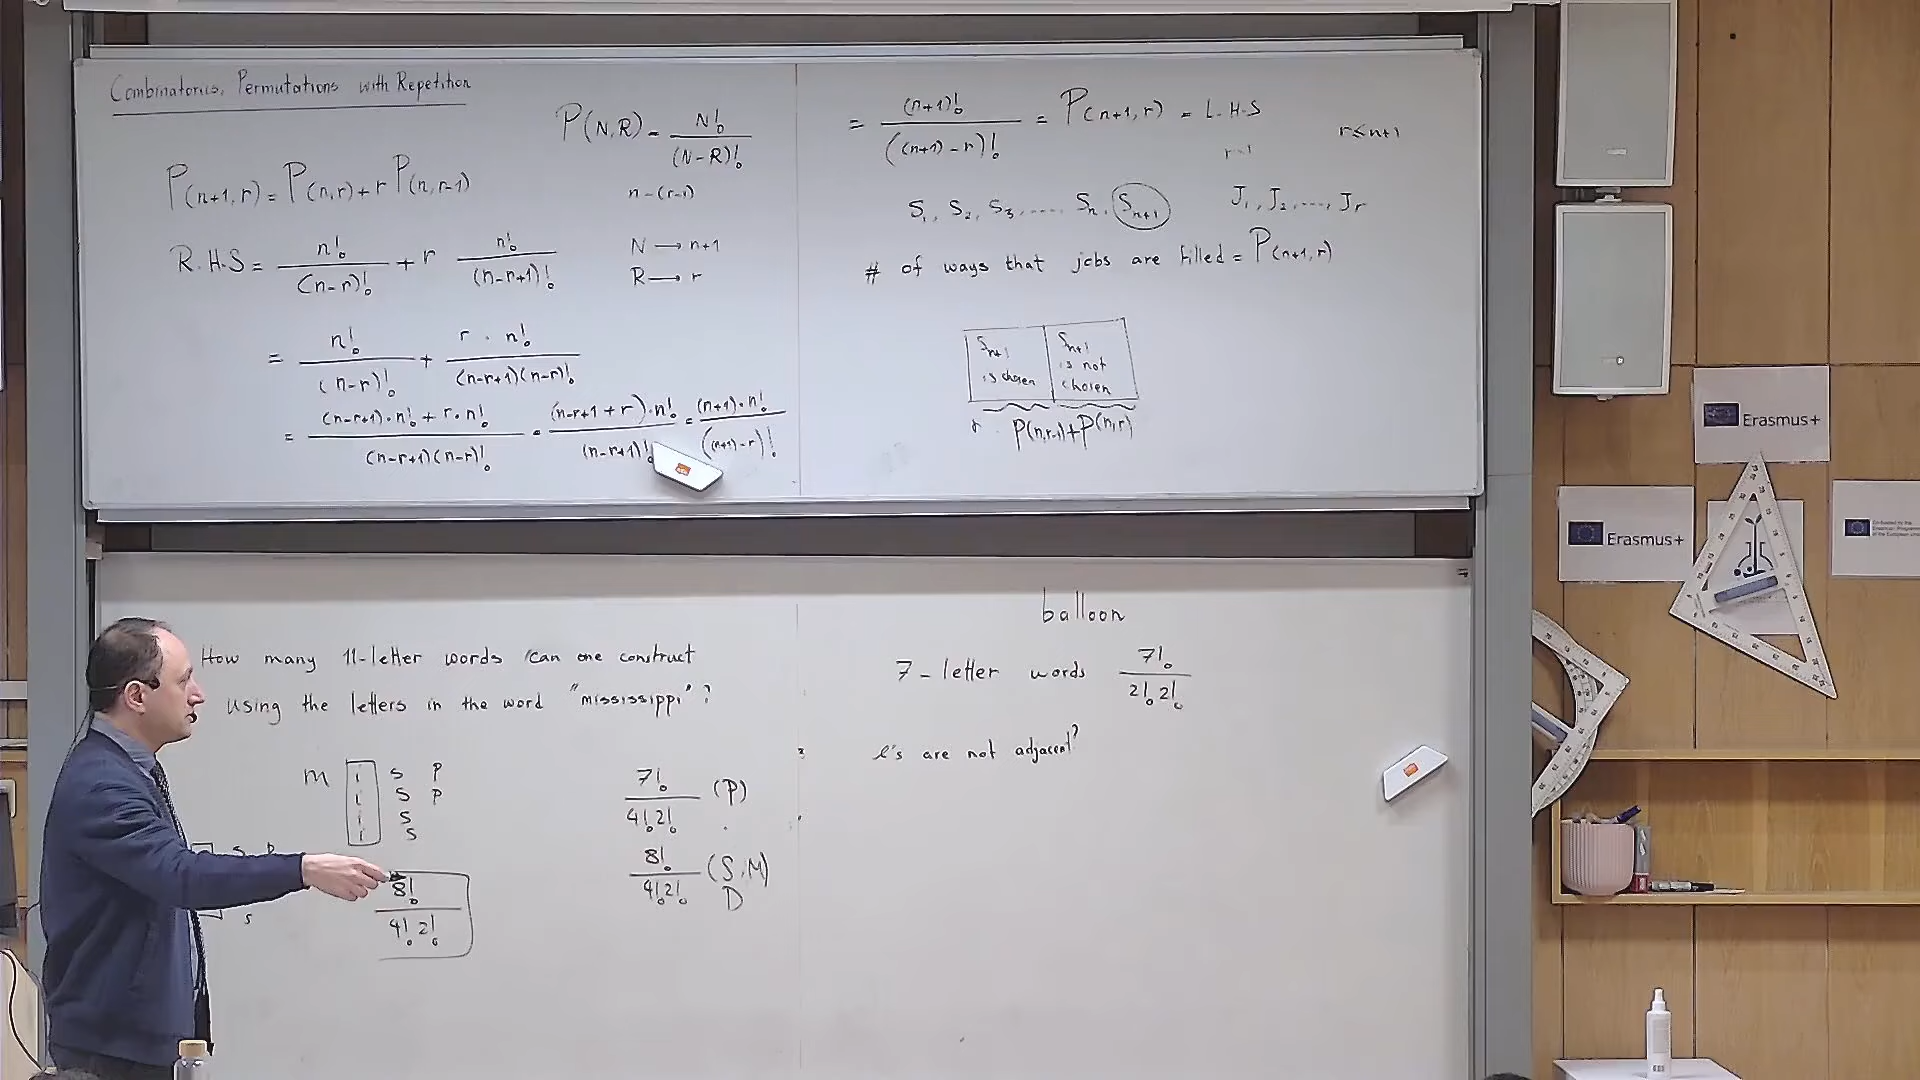 Combinatorics, Permutations with Repetition
P(N,R) = N! / (N-R)!
P(n+1,r) = P(n,r) + r P(n,r-1)
n-(r-1)
R.H.S = n! / (n-r)! + r n! / (n-r+1)!
N → n+1
R → r
= n! / (n-r)! + r · n! / (n-r+1)(n-r)!
= (n-r+1)·n! + r·n! / (n-r+1)(n-r)! = (n-r+1+r)·n! / (n-r+1)! = (n+1)·n! / ((n+1)-r)!
= (n+1)! / ((n+1)-r)! = P(n+1,r) = L.H.S
r≤n+1
S₁, S₂, S₃, ...., Sn, Sn+1
J₁, J₂, ...., Jr
# of ways that jobs are filled = P(n+1,r)
Sn+1 is chosen
Sn+1 is not chosen
r · P(n,r-1) + P(n,r)
How many 11-letter words can one construct
using the letters in the word "mississippi"?
m i s p
i s p
i s
i s
8! / 4! 2!
7! / 4! 2! (P)
8! / 4! 2! (S,M)
D
balloon
7-letter words 7! / 2! 2!
l's are not adjacent?
Erasmus+
Erasmus+